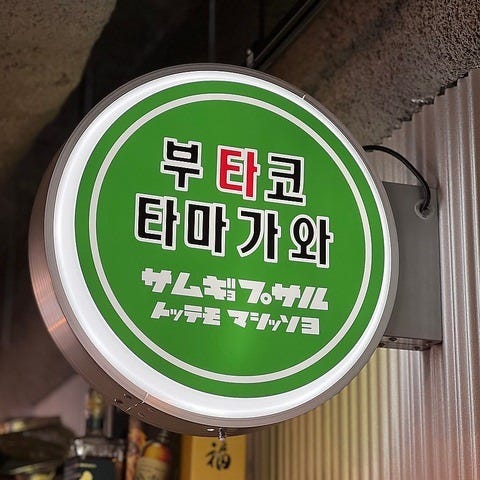 부타코
타마가와
サムギョプサル
トッテモ マシッソヨ
福